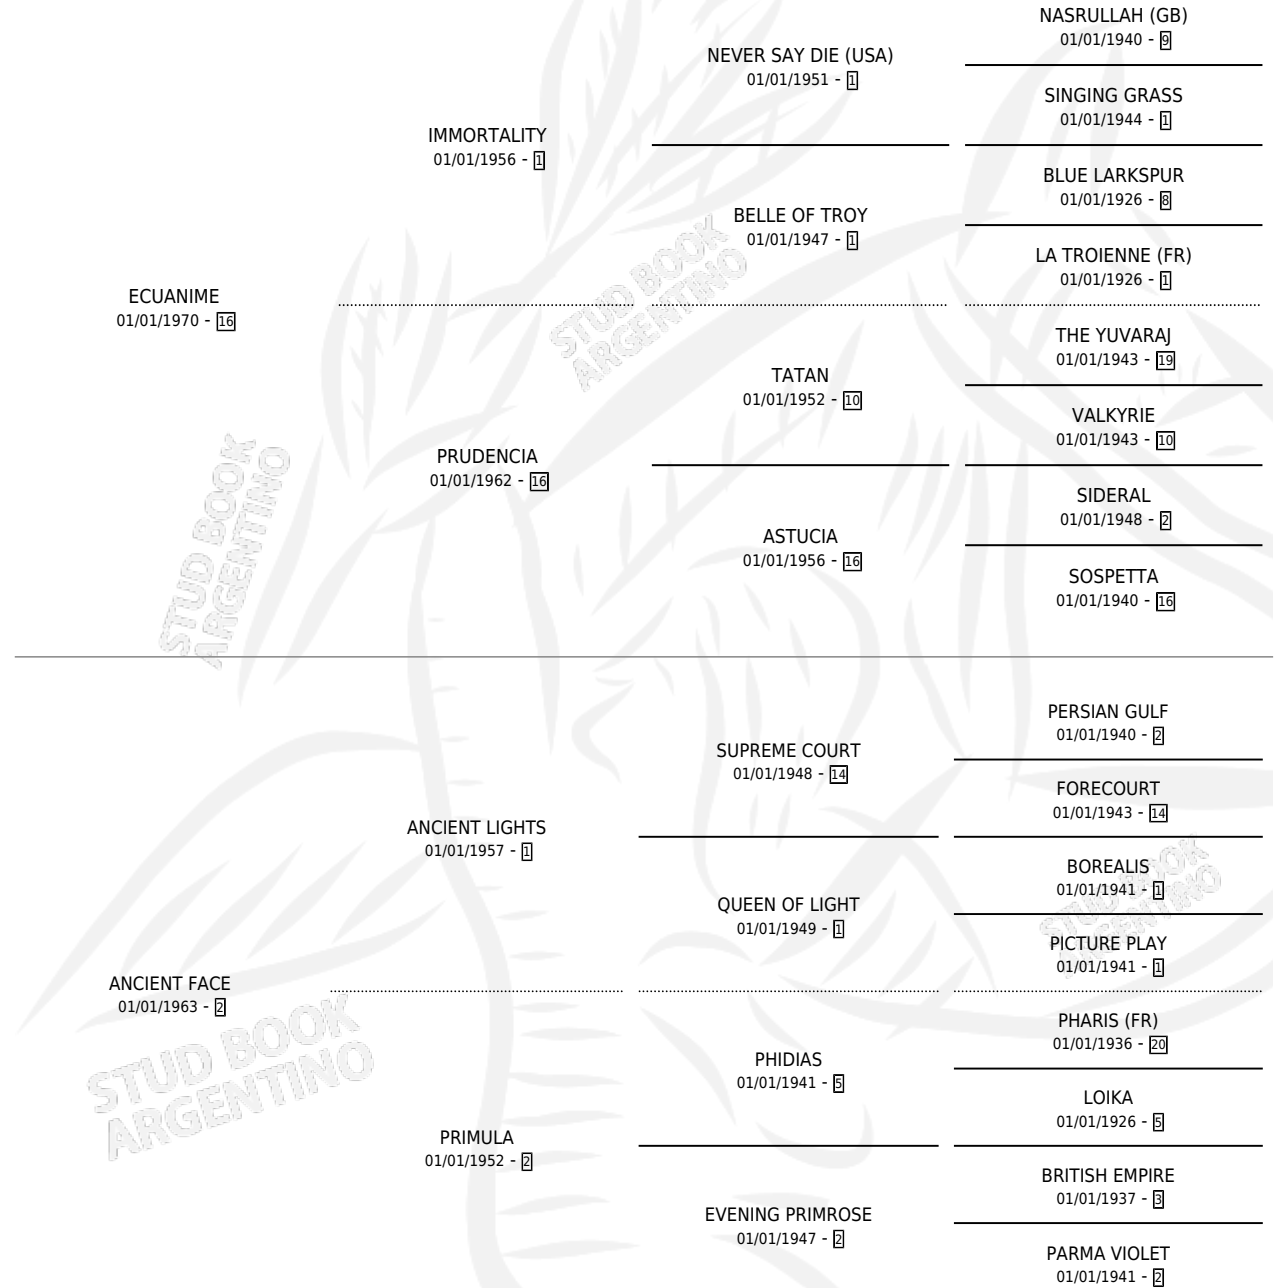 NASRULLAH (GB)
01/01/1940 - 9
NEVER SAY DIE (USA)
01/01/1951 - 1
SINGING GRASS
01/01/1944 - 1
IMMORTALITY
01/01/1956 - 1
BLUE LARKSPUR
01/01/1926 - 8
BELLE OF TROY
01/01/1947 - 1
LA TROIENNE (FR)
01/01/1926 - 1
ECUANIME
01/01/1970 - 16
THE YUVARAJ
01/01/1943 - 19
TATAN
01/01/1952 - 10
VALKYRIE
01/01/1943 - 10
PRUDENCIA
01/01/1962 - 16
SIDERAL
01/01/1948 - 2
ASTUCIA
01/01/1956 - 16
SOSPETTA
01/01/1940 - 16
PERSIAN GULF
01/01/1940 - 2
SUPREME COURT
01/01/1948 - 14
FORECOURT
01/01/1943 - 14
ANCIENT LIGHTS
01/01/1957 - 1
BOREALIS
01/01/1941 - 1
QUEEN OF LIGHT
01/01/1949 - 1
PICTURE PLAY
01/01/1941 - 1
ANCIENT FACE
01/01/1963 - 2
PHARIS (FR)
01/01/1936 - 20
PHIDIAS
01/01/1941 - 5
LOIKA
01/01/1926 - 5
PRIMULA
01/01/1952 - 2
BRITISH EMPIRE
01/01/1937 - 3
EVENING PRIMROSE
01/01/1947 - 2
PARMA VIOLET
01/01/1941 - 2
STUD BOOK
ARGENTINO
STUD BOOK
ARGENTINO
STUD BOOK
ARGENTINO
STUD BOOK
ARGENTINO